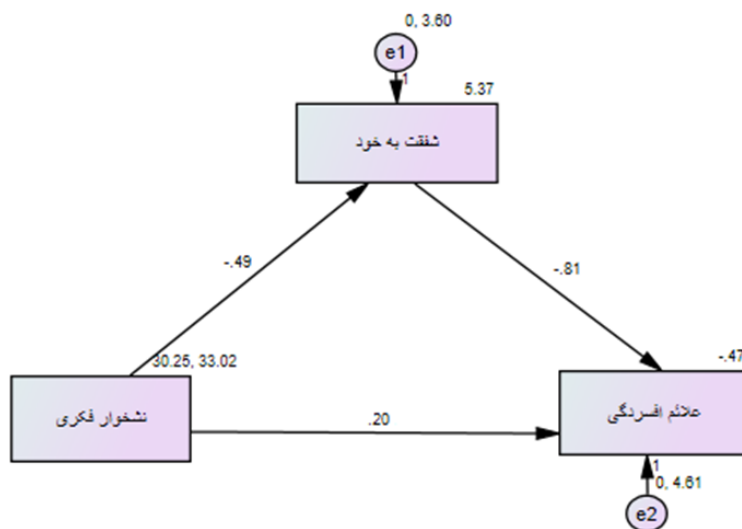 0, 3.60
e1
1
5.37
شفقت به خود
-.49
-.81
30.25, 33.02
-.47
نشخوار فکری
.20
علائم افسردگی
1
0, 4.61
e2